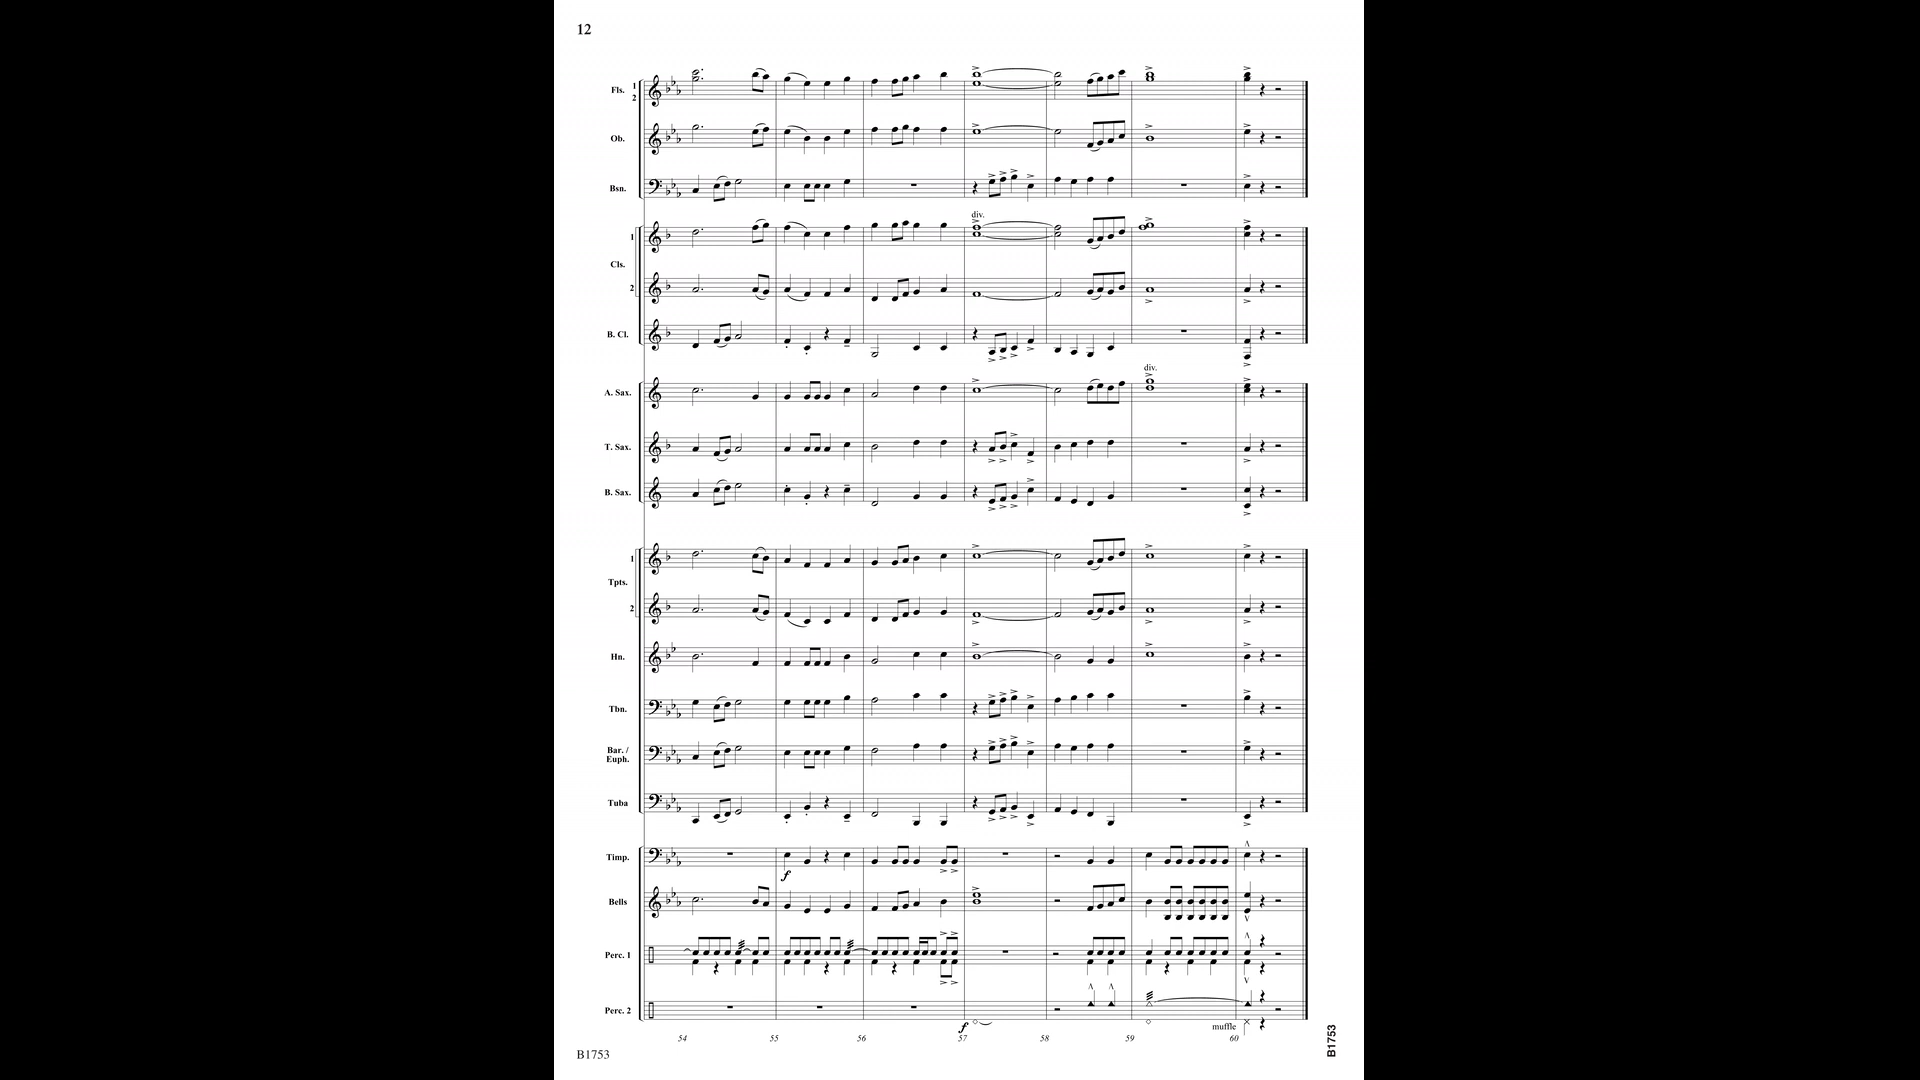 12
Fls. 1
2
Ob.
Bsn.
div.
1
Cls.
2
B. Cl.
div.
A. Sax.
T. Sax.
B. Sax.
1
Tpts.
2
Hn.
Tbn.
Bar. /
Euph.
Tuba
Timp.
f
Bells
Perc. 1
Perc. 2
f
muffle
54 55 56 57 58 59 60
B1753
B1753